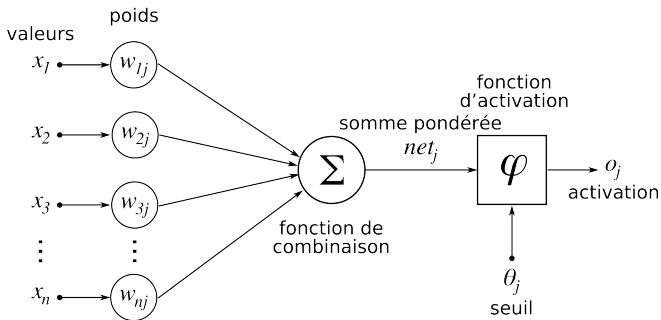 poids
valeurs
x1
w1j
x2
w2j
x3
w3j
⋮
⋮
xn
wnj
Σ
fonction de
combinaison
somme pondérée
netj
fonction
d'activation
φ
oj
activation
θj
seuil